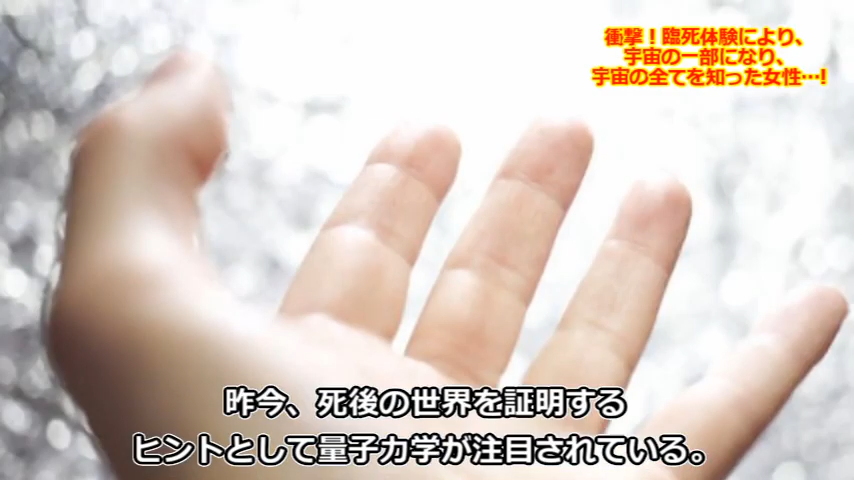 衝撃！臨死体験により、
宇宙の一部になり、
宇宙の全てを知った女性…!
昨今、死後の世界を証明する
ヒントとして量子力学が注目されている。